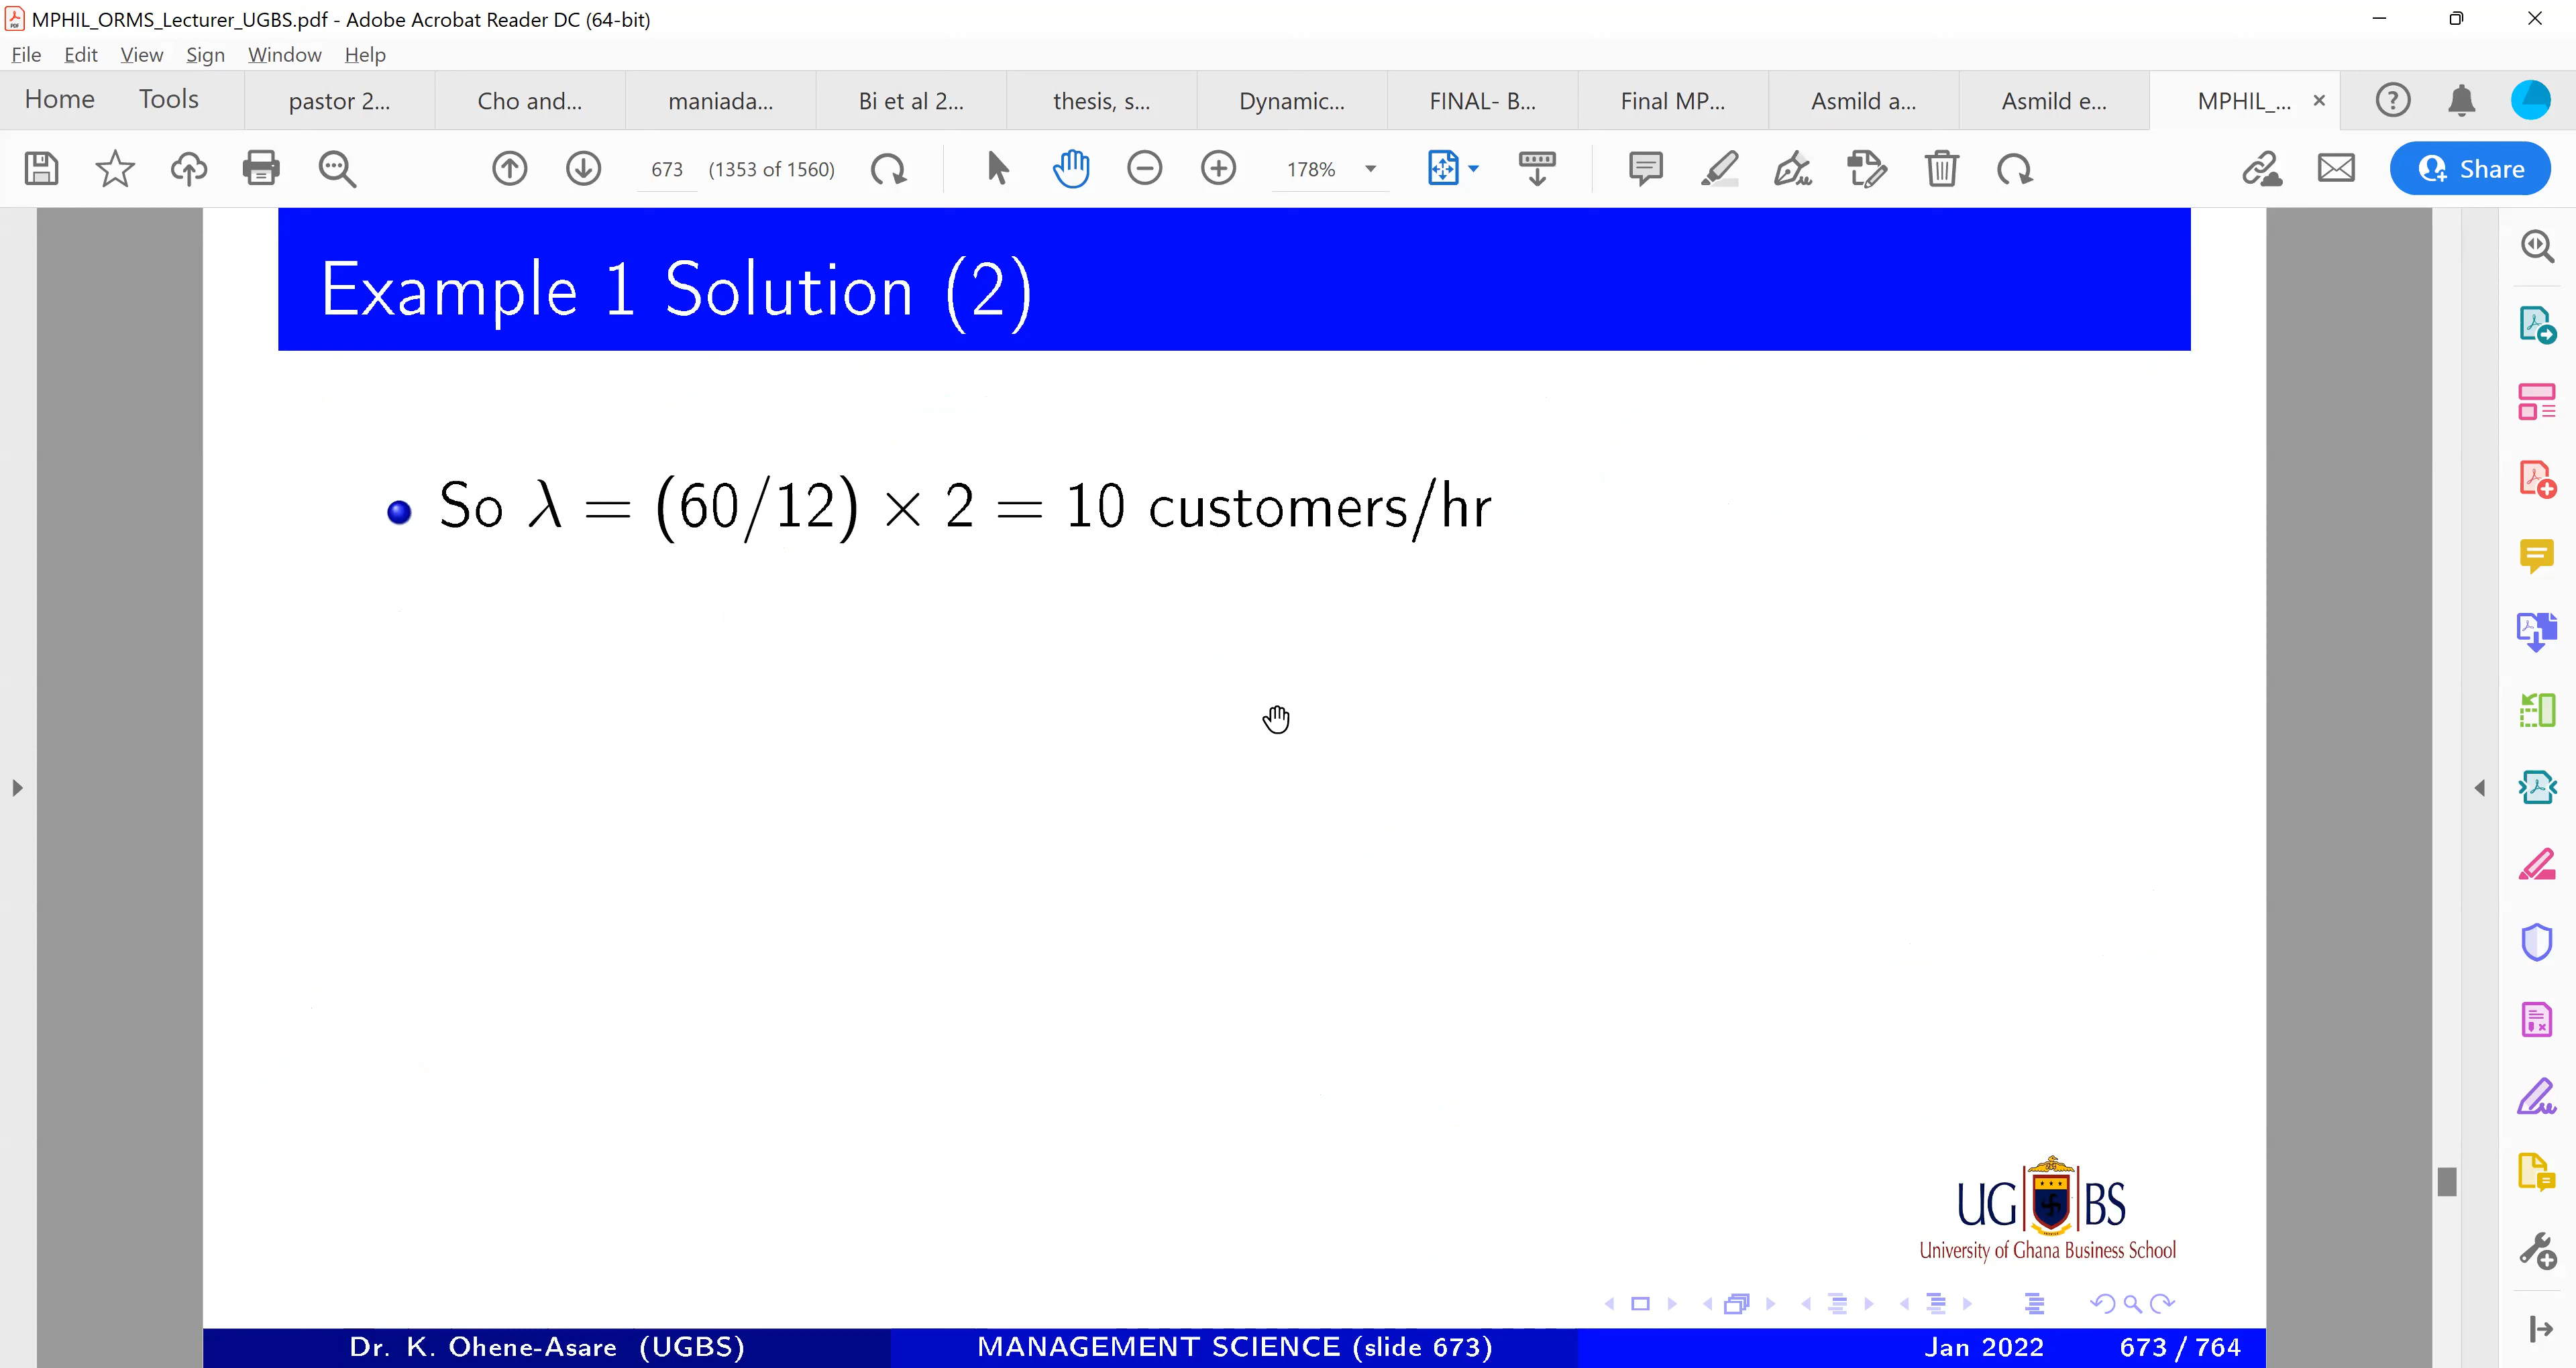 MPHIL_ORMS_Lecturer_UGBS.pdf - Adobe Acrobat Reader DC (64-bit)
File Edit View Sign Window Help
Home Tools pastor 2... Cho and... maniada... Bi et al 2... thesis, s... Dynamic... FINAL- B... Final MP... Asmild a... Asmild e... MPHIL_...
673 (1353 of 1560) 178% Share
Example 1 Solution (2)
So λ = (60/12) × 2 = 10 customers/hr
UG BS
University of Ghana Business School
Dr. K. Ohene-Asare (UGBS) MANAGEMENT SCIENCE (slide 673) Jan 2022 673 / 764